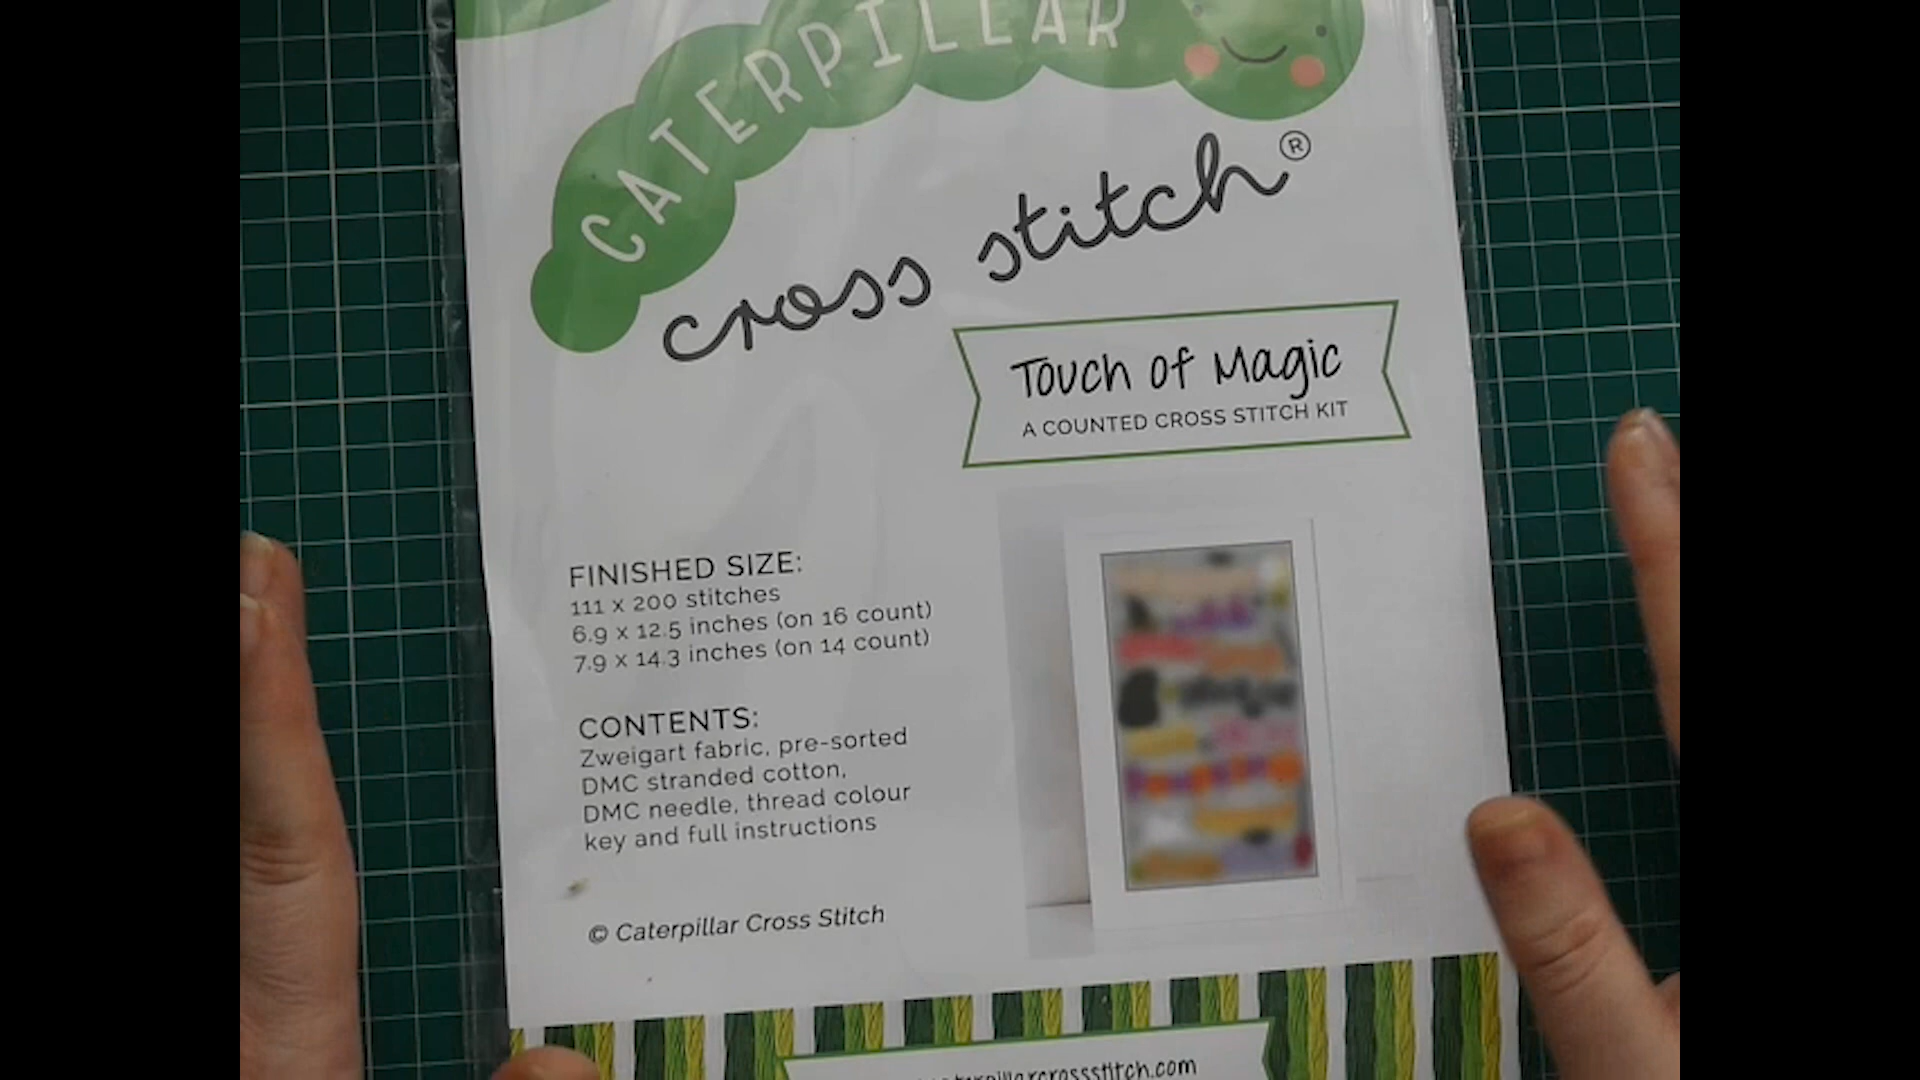 CATERPILLAR
cross stitch®
Touch of Magic
A COUNTED CROSS STITCH KIT
FINISHED SIZE:
111 x 200 stitches
6.9 x 12.5 inches (on 16 count)
7.9 x 14.3 inches (on 14 count)
CONTENTS:
Zweigart fabric, pre-sorted
DMC stranded cotton,
DMC needle, thread colour
key and full instructions
© Caterpillar Cross Stitch